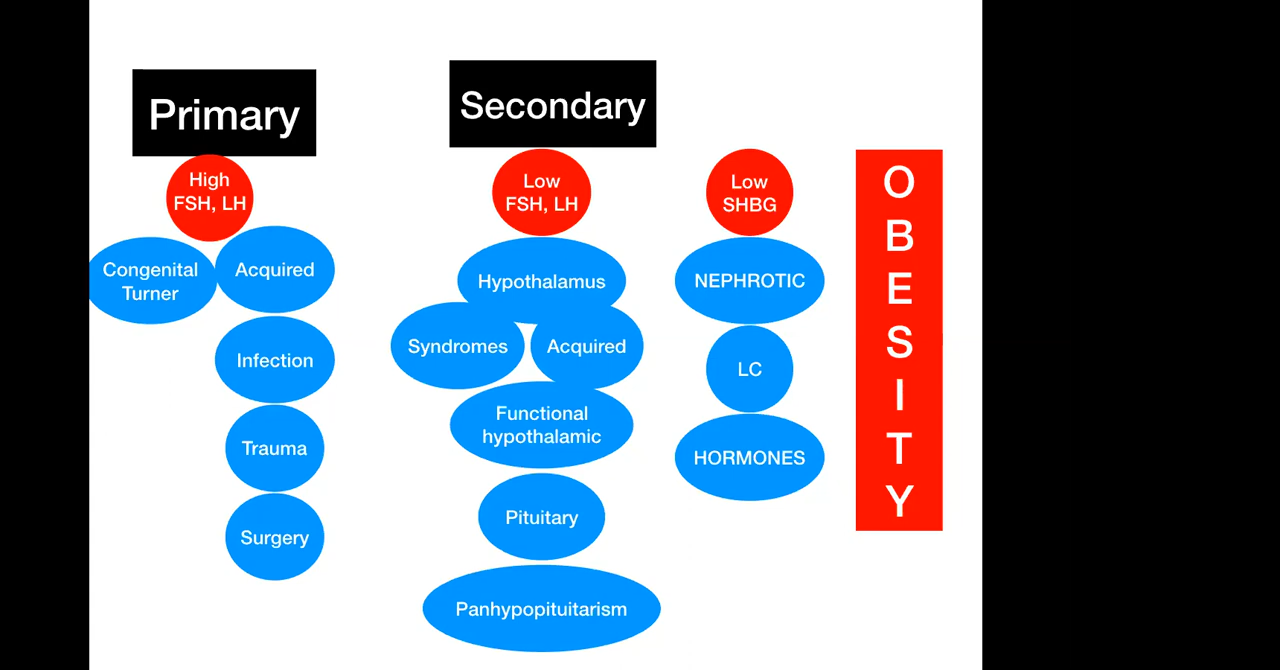 Primary
High
FSH, LH
Congenital
Turner
Acquired
Infection
Trauma
Surgery
Secondary
Low
FSH, LH
Hypothalamus
Syndromes
Acquired
Functional
hypothalamic
Pituitary
Panhypopituitarism
Low
SHBG
NEPHROTIC
LC
HORMONES
O
B
E
S
I
T
Y